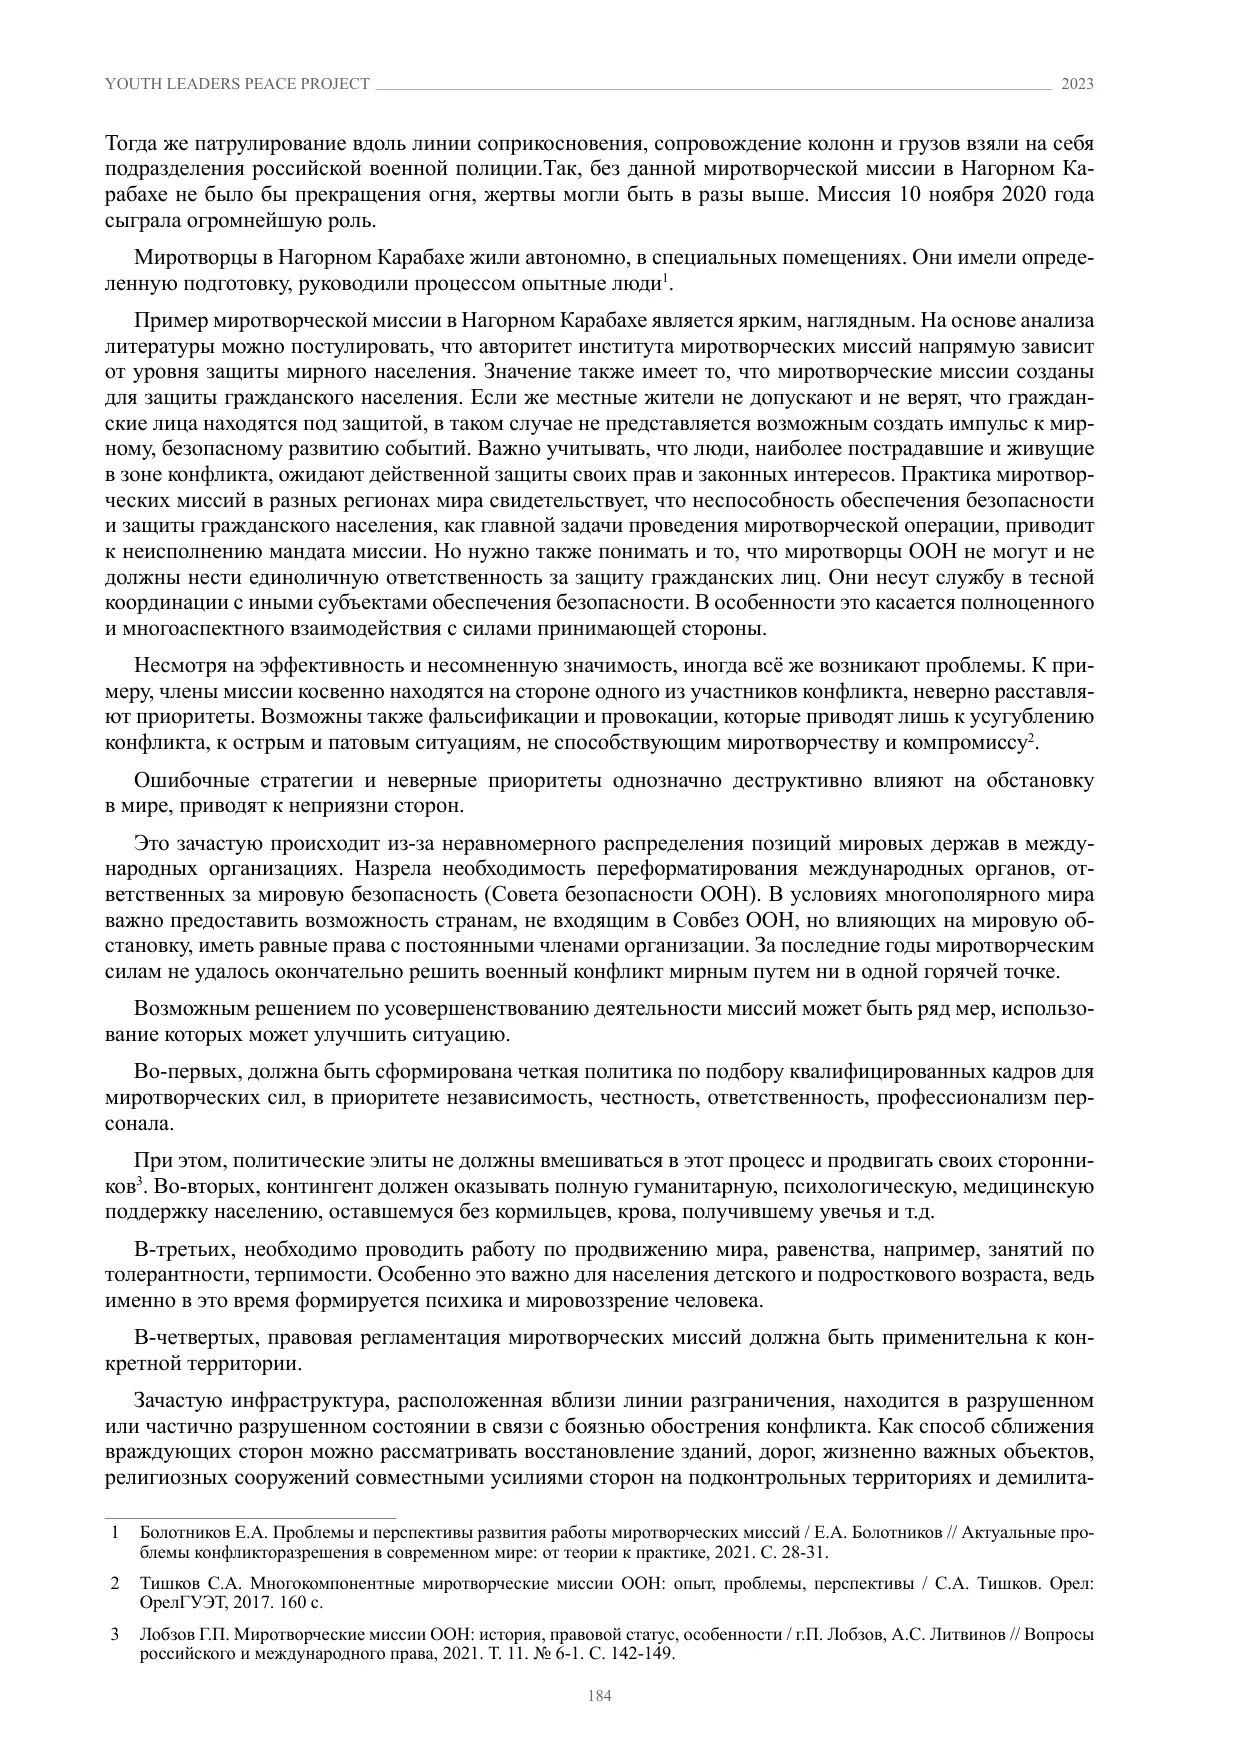 YOUTH LEADERS PEACE PROJECT 2023
Тогда же патрулирование вдоль линии соприкосновения, сопровождение колонн и грузов взяли на себя
подразделения российской военной полиции.Так, без данной миротворческой миссии в Нагорном Ка-
рабахе не было бы прекращения огня, жертвы могли быть в разы выше. Миссия 10 ноября 2020 года
сыграла огромнейшую роль.
Миротворцы в Нагорном Карабахе жили автономно, в специальных помещениях. Они имели опреде-
ленную подготовку, руководили процессом опытные люди1.
Пример миротворческой миссии в Нагорном Карабахе является ярким, наглядным. На основе анализа
литературы можно постулировать, что авторитет института миротворческих миссий напрямую зависит
от уровня защиты мирного населения. Значение также имеет то, что миротворческие миссии созданы
для защиты гражданского населения. Если же местные жители не допускают и не верят, что граждан-
ские лица находятся под защитой, в таком случае не представляется возможным создать импульс к мир-
ному, безопасному развитию событий. Важно учитывать, что люди, наиболее пострадавшие и живущие
в зоне конфликта, ожидают действенной защиты своих прав и законных интересов. Практика миротвор-
ческих миссий в разных регионах мира свидетельствует, что неспособность обеспечения безопасности
и защиты гражданского населения, как главной задачи проведения миротворческой операции, приводит
к неисполнению мандата миссии. Но нужно также понимать и то, что миротворцы ООН не могут и не
должны нести единоличную ответственность за защиту гражданских лиц. Они несут службу в тесной
координации с иными субъектами обеспечения безопасности. В особенности это касается полноценного
и многоаспектного взаимодействия с силами принимающей стороны.
Несмотря на эффективность и несомненную значимость, иногда всё же возникают проблемы. К при-
меру, члены миссии косвенно находятся на стороне одного из участников конфликта, неверно расставля-
ют приоритеты. Возможны также фальсификации и провокации, которые приводят лишь к усугублению
конфликта, к острым и патовым ситуациям, не способствующим миротворчеству и компромиссу2.
Ошибочные стратегии и неверные приоритеты однозначно деструктивно влияют на обстановку
в мире, приводят к неприязни сторон.
Это зачастую происходит из-за неравномерного распределения позиций мировых держав в между-
народных организациях. Назрела необходимость переформатирования международных органов, от-
ветственных за мировую безопасность (Совета безопасности ООН). В условиях многополярного мира
важно предоставить возможность странам, не входящим в Совбез ООН, но влияющих на мировую об-
становку, иметь равные права с постоянными членами организации. За последние годы миротворческим
силам не удалось окончательно решить военный конфликт мирным путем ни в одной горячей точке.
Возможным решением по усовершенствованию деятельности миссий может быть ряд мер, использо-
вание которых может улучшить ситуацию.
Во-первых, должна быть сформирована четкая политика по подбору квалифицированных кадров для
миротворческих сил, в приоритете независимость, честность, ответственность, профессионализм пер-
сонала.
При этом, политические элиты не должны вмешиваться в этот процесс и продвигать своих сторонни-
ков3. Во-вторых, контингент должен оказывать полную гуманитарную, психологическую, медицинскую
поддержку населению, оставшемуся без кормильцев, крова, получившему увечья и т.д.
В-третьих, необходимо проводить работу по продвижению мира, равенства, например, занятий по
толерантности, терпимости. Особенно это важно для населения детского и подросткового возраста, ведь
именно в это время формируется психика и мировоззрение человека.
В-четвертых, правовая регламентация миротворческих миссий должна быть применительна к кон-
кретной территории.
Зачастую инфраструктура, расположенная вблизи линии разграничения, находится в разрушенном
или частично разрушенном состоянии в связи с боязнью обострения конфликта. Как способ сближения
враждующих сторон можно рассматривать восстановление зданий, дорог, жизненно важных объектов,
религиозных сооружений совместными усилиями сторон на подконтрольных территориях и демилита-
1 Болотников Е.А. Проблемы и перспективы развития работы миротворческих миссий / Е.А. Болотников // Актуальные про-
блемы конфликторазрешения в современном мире: от теории к практике, 2021. С. 28-31.
2 Тишков С.А. Многокомпонентные миротворческие миссии ООН: опыт, проблемы, перспективы / С.А. Тишков. Орел:
ОрелГУЭТ, 2017. 160 с.
3 Лобзов Г.П. Миротворческие миссии ООН: история, правовой статус, особенности / г.П. Лобзов, А.С. Литвинов // Вопросы
российского и международного права, 2021. Т. 11. № 6-1. С. 142-149.
184